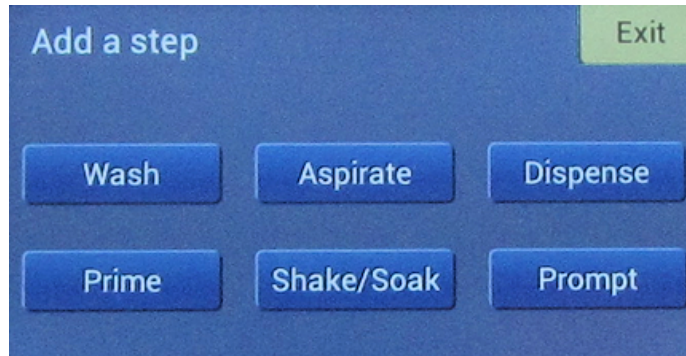 Add a step
Exit
Wash
Aspirate
Dispense
Prime
Shake/Soak
Prompt